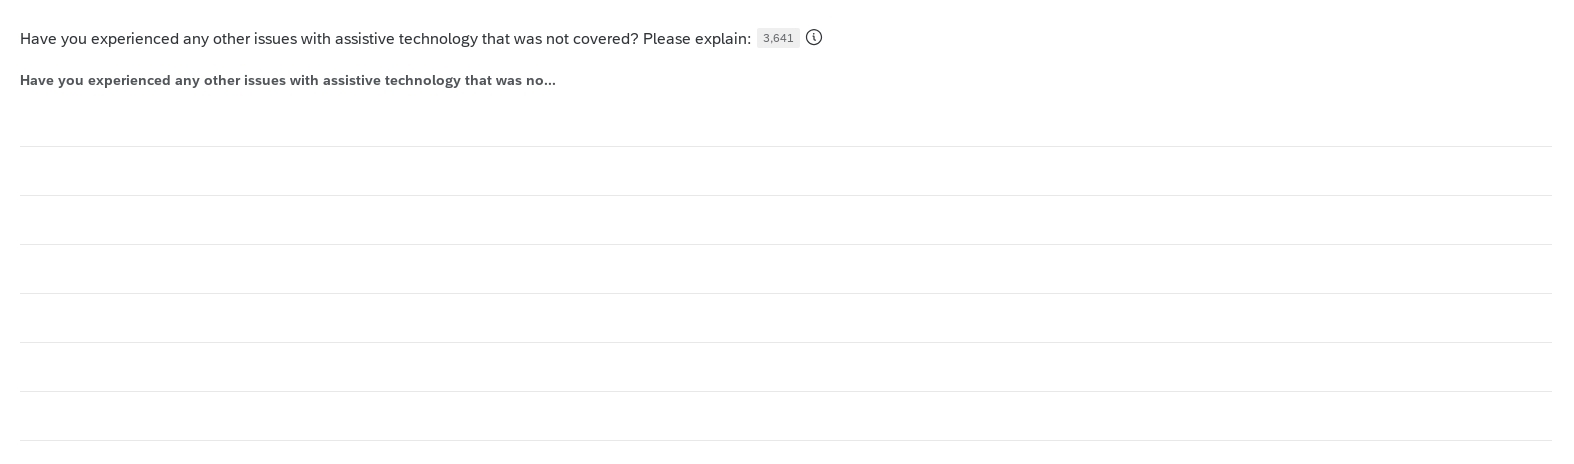 Have you experienced any other issues with assistive technology that was not covered? Please explain: 3,641
Have you experienced any other issues with assistive technology that was no...